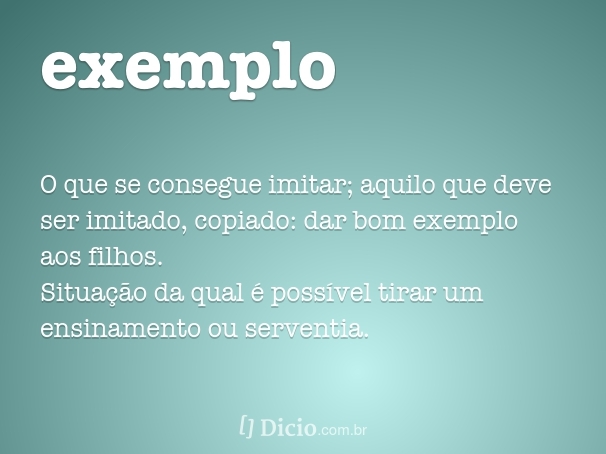 exemplo
O que se consegue imitar; aquilo que deve
ser imitado, copiado: dar bom exemplo
aos filhos.
Situação da qual é possível tirar um
ensinamento ou serventia.
Dicio.com.br